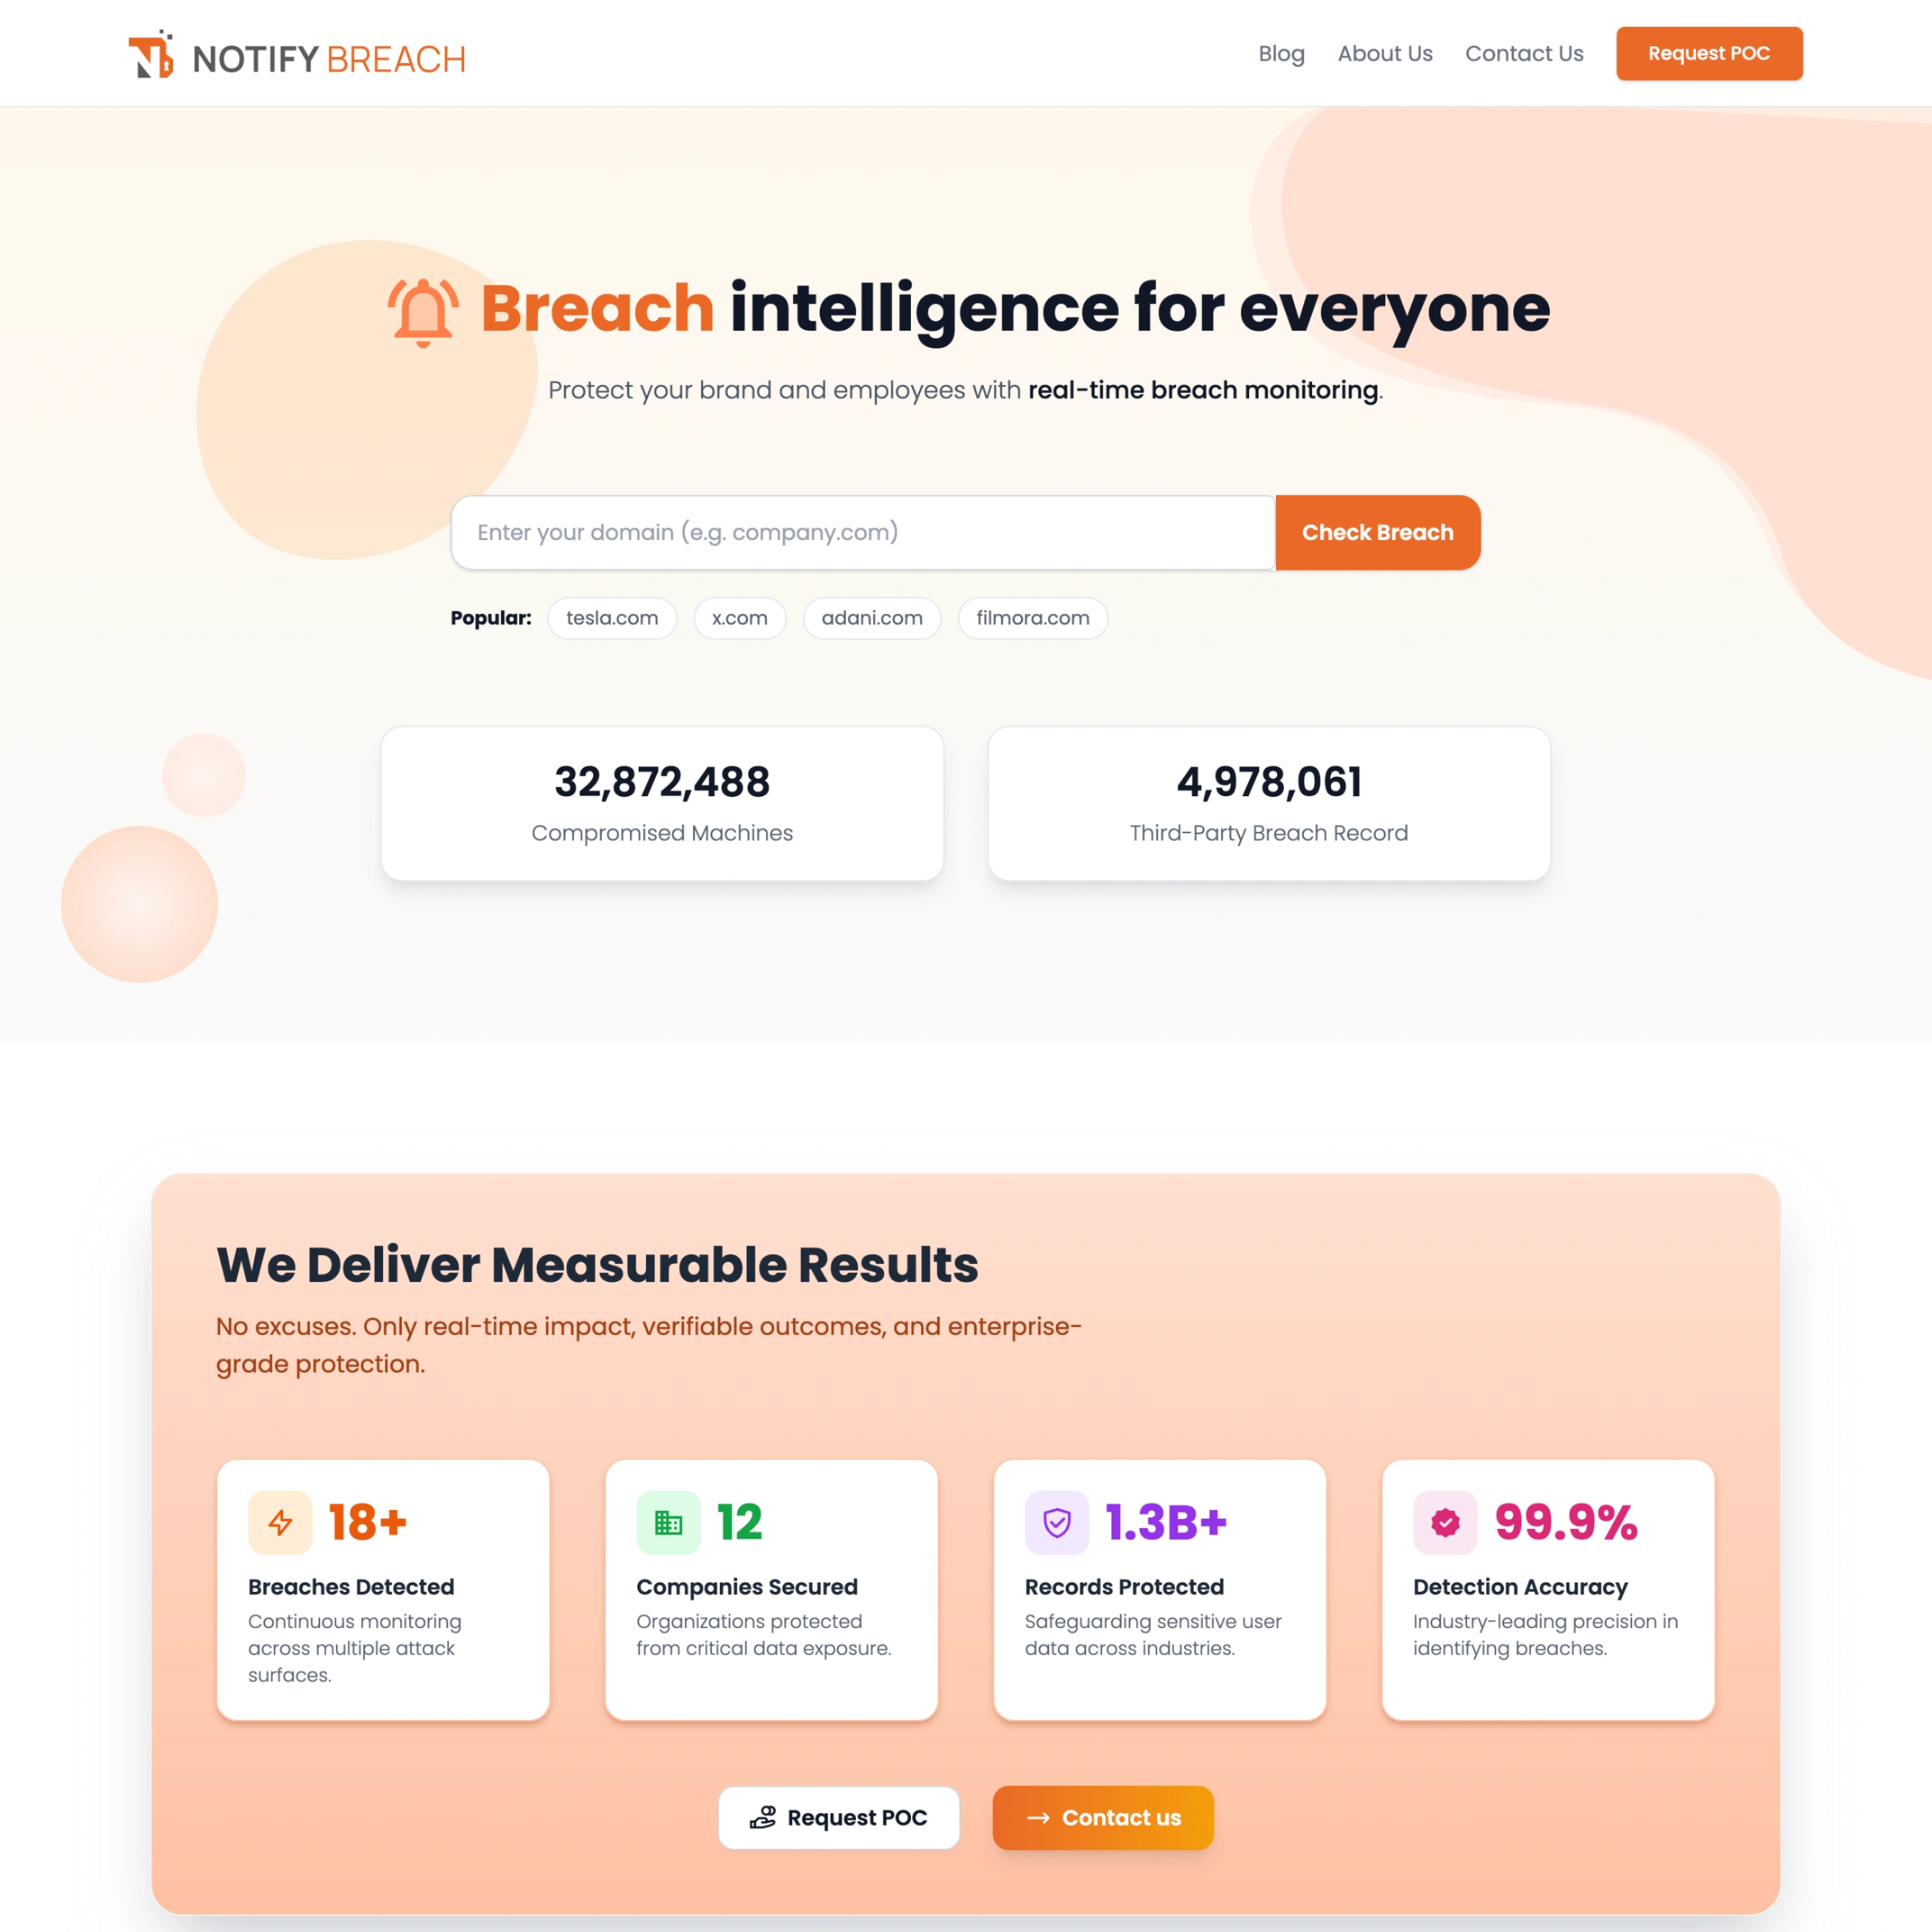 NOTIFY BREACH
Blog
About Us
Contact Us
Request POC
Breach intelligence for everyone
Protect your brand and employees with real-time breach monitoring.
Enter your domain (e.g. company.com)
Check Breach
Popular:
tesla.com
x.com
adani.com
filmora.com
32,872,488
Compromised Machines
4,978,061
Third-Party Breach Record
We Deliver Measurable Results
No excuses. Only real-time impact, verifiable outcomes, and enterprise-
grade protection.
18+
Breaches Detected
Continuous monitoring
across multiple attack
surfaces.
12
Companies Secured
Organizations protected
from critical data exposure.
1.3B+
Records Protected
Safeguarding sensitive user
data across industries.
99.9%
Detection Accuracy
Industry-leading precision in
identifying breaches.
Request POC
Contact us